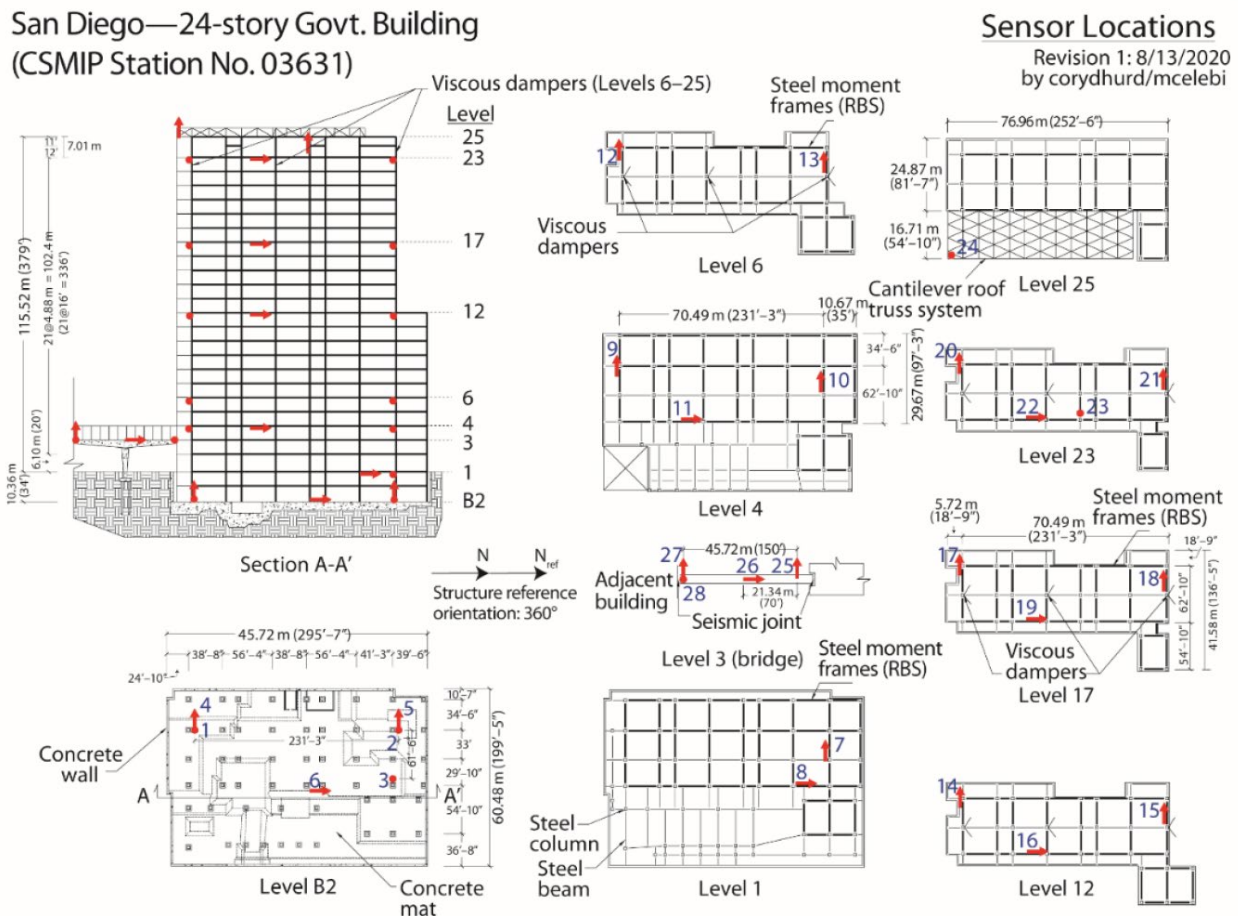 San Diego—24-story Govt. Building
(CSMIP Station No. 03631)
Sensor Locations
Revision 1: 8/13/2020
by corydhurd/mcelebi
Viscous dampers (Levels 6–25)
Level
25
23
17
12
6
4
3
1
B2
11'
12'
7.01 m
115.52 m (379')
21@4.88 m = 102.4 m
(21@16' = 336')
6.10 m (20')
10.36 m
(34')
Section A-A'
N
N ref
Structure reference
orientation: 360°
Steel moment
frames (RBS)
12
13
Viscous
dampers
Level 6
76.96 m (252'–6")
24.87 m
(81'–7")
16.71 m
(54'–10")
24
Cantilever roof
truss system
Level 25
70.49 m (231'–3")
10.67 m
(35')
9
10
11
34'–6"
62'–10"
29.67 m (97'–3")
Level 4
20
21
22
23
Level 23
45.72 m (150')
27
26
25
28
Adjacent
building
21.34 m
(70')
Seismic joint
Level 3 (bridge)
Steel moment
frames (RBS)
5.72 m
(18'–9")
70.49 m
(231'–3")
18'–9"
17
18
19
62'–10"
54'–10"
41.58 m (136'–5")
Viscous
dampers
Level 17
45.72 m (295'–7")
38'–8"
56'–4"
38'–8"
56'–4"
41'–3"
39'–6"
24'–10"
4
5
1
2
231'–3"
61'–6"
3
6
A
A'
10'–7"
34'–6"
33'
29'–10"
54'–10"
36'–8"
60.48 m (199'–5")
Concrete
wall
Level B2
Concrete
mat
Steel moment
frames (RBS)
7
8
Steel
column
Steel
beam
Level 1
14
15
16
Level 12